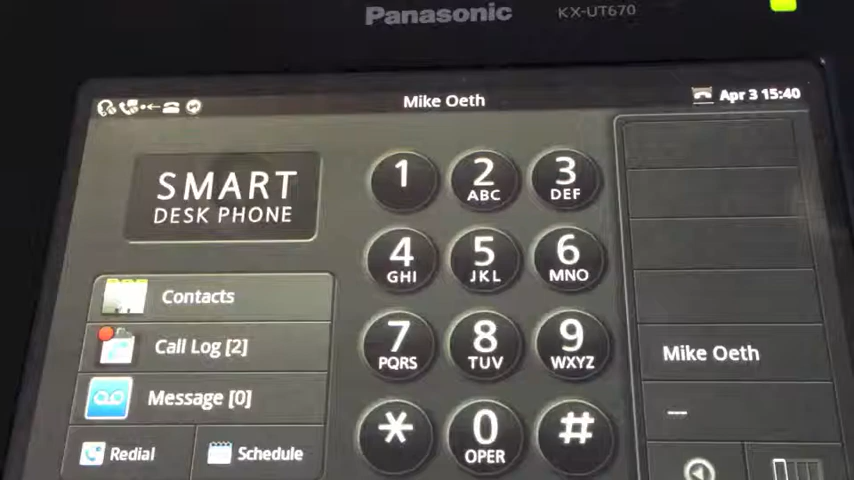 Panasonic KX-UT670
Mike Oeth Apr 3 15:40
SMART
DESK PHONE
Contacts
Call Log [2]
Message [0]
Redial Schedule
1 2 ABC 3 DEF
4 GHI 5 JKL 6 MNO
7 PQRS 8 TUV 9 WXYZ
* 0 OPER #
Mike Oeth
—